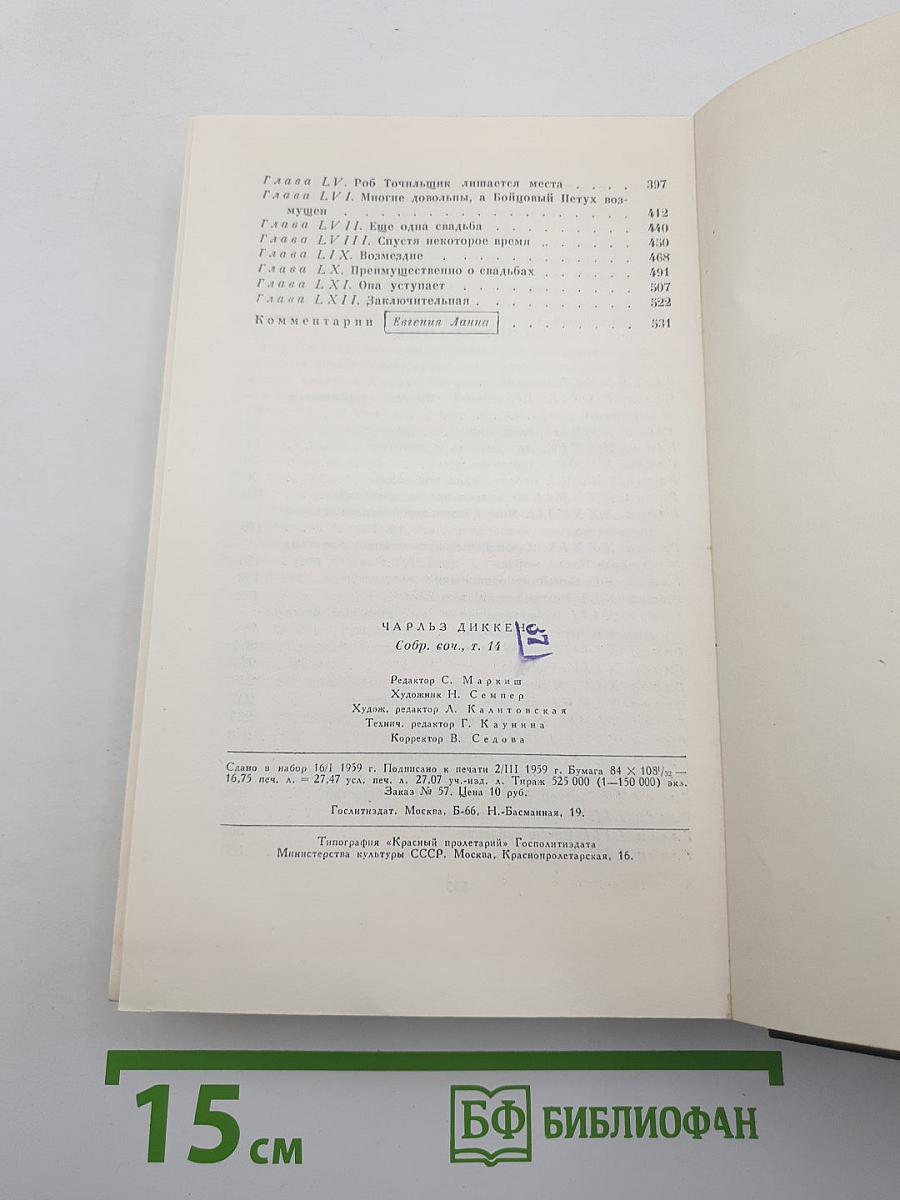 Глава LV. Роб Точильщик лишается места . . . . 397
Глава LVI. Многие довольны, а Бойцовый Петух воз-
мущен . . . . . . . . . . . . . . . . . . 412
Глава LVII. Еще одна свадьба . . . . . . . . . 440
Глава LVIII. Спустя некоторое время . . . . . . 450
Глава LIX. Возмездие . . . . . . . . . . . . 468
Глава LX. Преимущественно о свадьбах . . . . . . 491
Глава LXI. Она уступает . . . . . . . . . . 507
Глава LXII. Заключительная . . . . . . . . . . 522
Комментарии Евгения Ланна . . . . . . . . 531
ЧАРЛЬЗ ДИККЕНС
Собр. соч., т. 14
37
Редактор С. Маркиш
Художник Н. Семпер
Худож. редактор Л. Калитовская
Технич. редактор Г. Каунина
Корректор В. Седова
Сдано в набор 16/I 1959 г. Подписано к печати 2/III 1959 г. Бумага 84 × 108 1/32 —
16,75 печ. л. = 27,47 усл. печ. л. 27,07 уч.-изд. л. Тираж 525 000 (1—150 000) экз.
Заказ № 57. Цена 10 руб.
Гослитиздат. Москва, Б-66, Н.-Басманная, 19.
Типография «Красный пролетарий» Госполитиздата
Министерства культуры СССР. Москва, Краснопролетарская, 16.
15 см
БФ БИБЛИОФАН